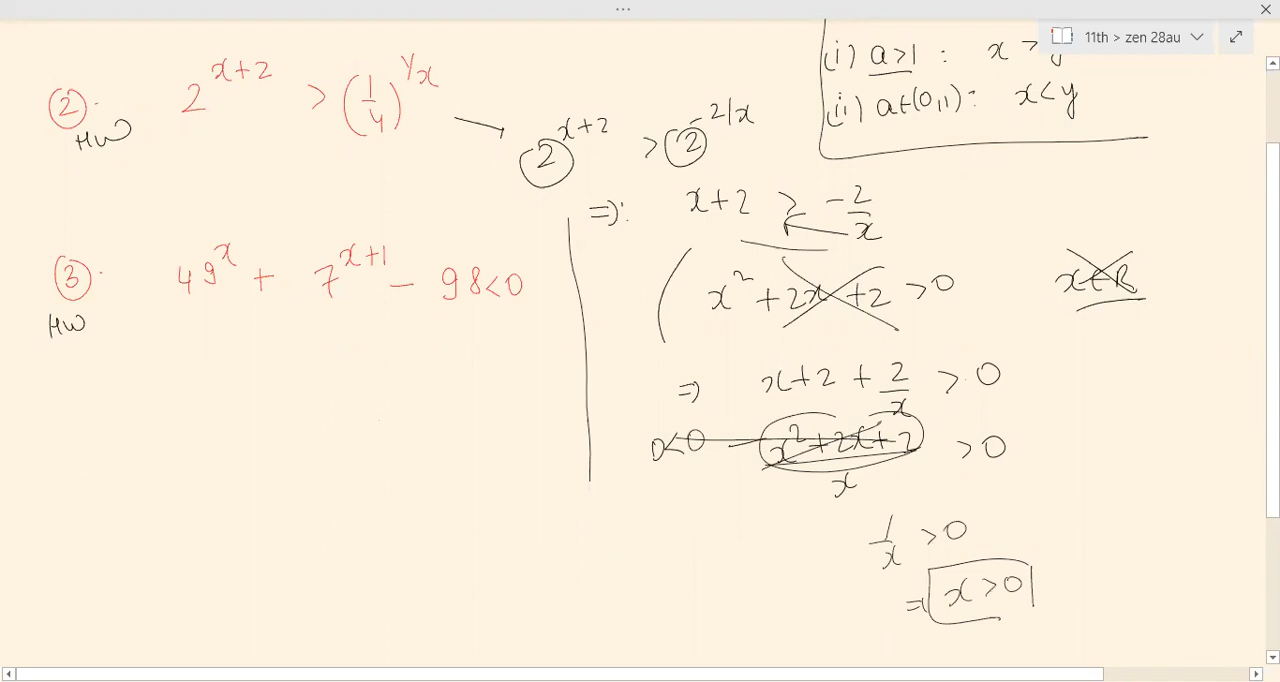 11th > zen 28au
(i) a>1 : x > y
(ii) a∈(0,1): x<y
②. 2^{x+2} > (1/4)^{1/x}
HW
2^{x+2} > 2^{-2/x}
⇒: x+2 > -2/x
x²+2x+2 >0 x∈R
⇒ x+2 + 2/x > 0
D<0 (x²+2x+2)/x >0
1/x >0
⇒ x>0
③. 49^x + 7^{x+1} - 98<0
HW